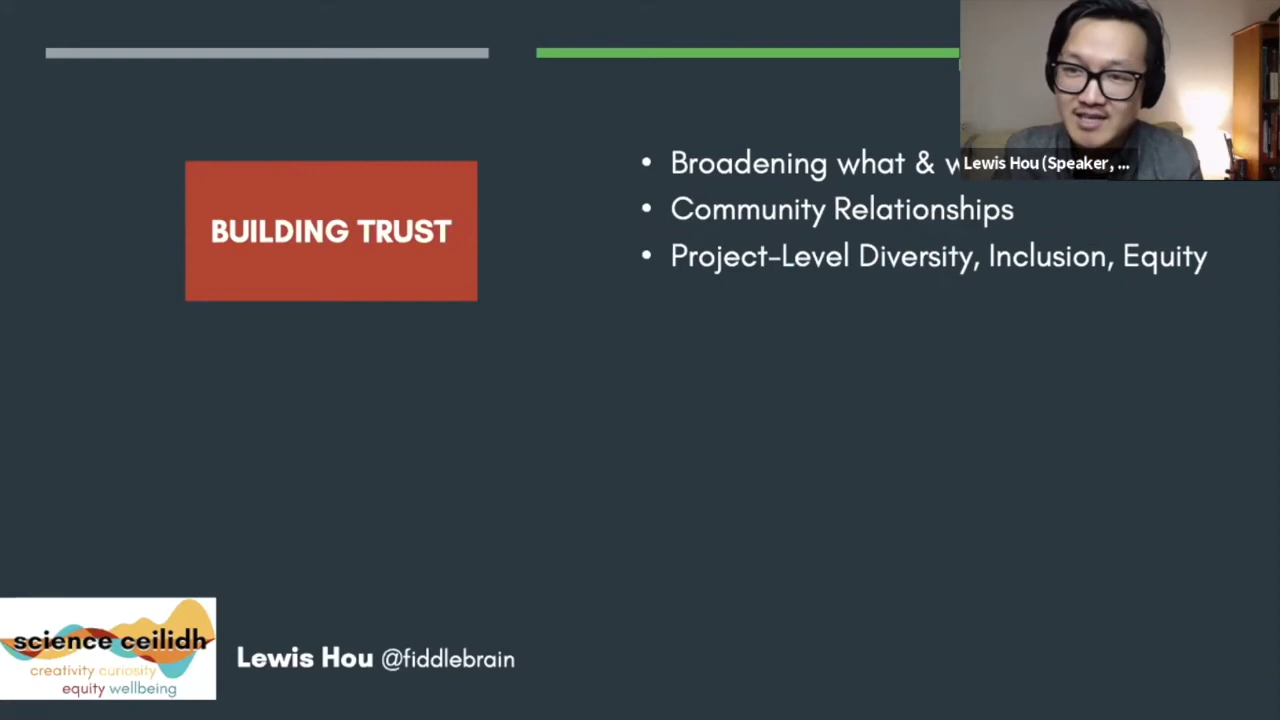 BUILDING TRUST
• Broadening what & w
• Community Relationships
• Project-Level Diversity, Inclusion, Equity
Lewis Hou (Speaker, ...
science ceilidh
creativity curiosity
equity wellbeing
Lewis Hou @fiddlebrain